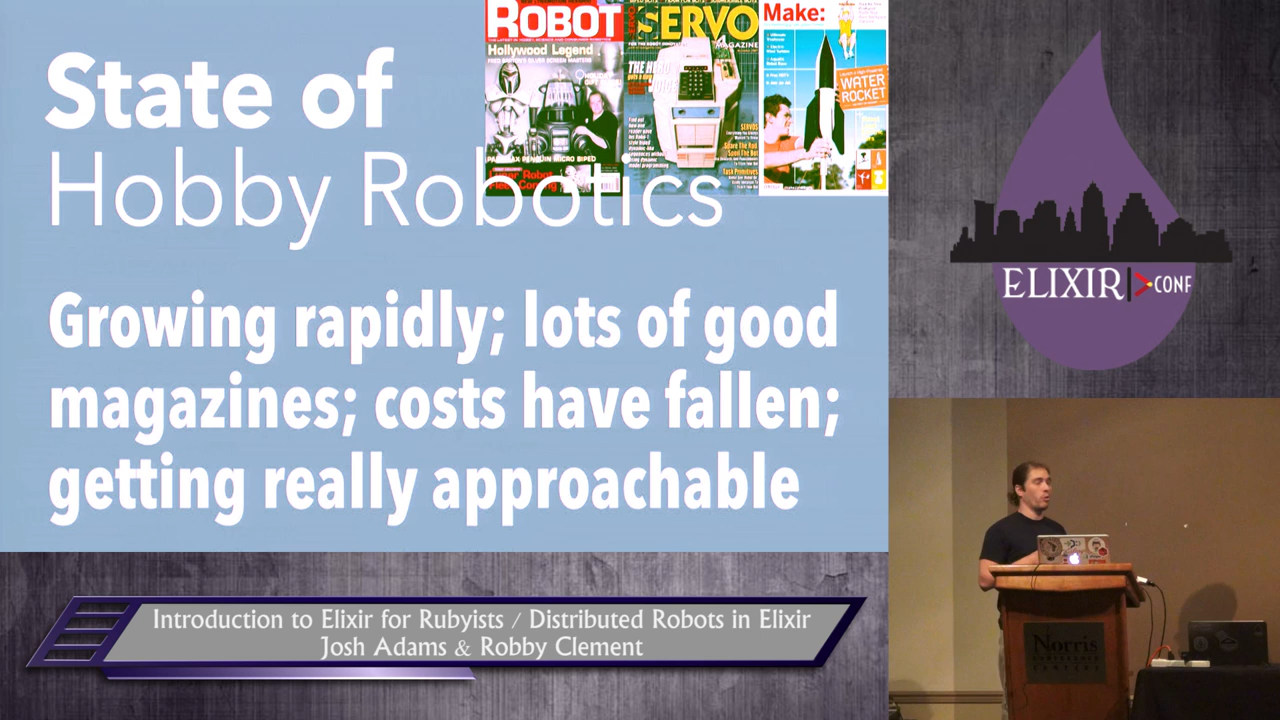 State of
Hobby Robotics
ROBOT
Hollywood Legend
SERVO
MAGAZINE
Make:
WATER
ROCKET
Growing rapidly; lots of good
magazines; costs have fallen;
getting really approachable
ELIXIR CONF
Introduction to Elixir for Rubyists / Distributed Robots in Elixir
Josh Adams & Robby Clement
Norris